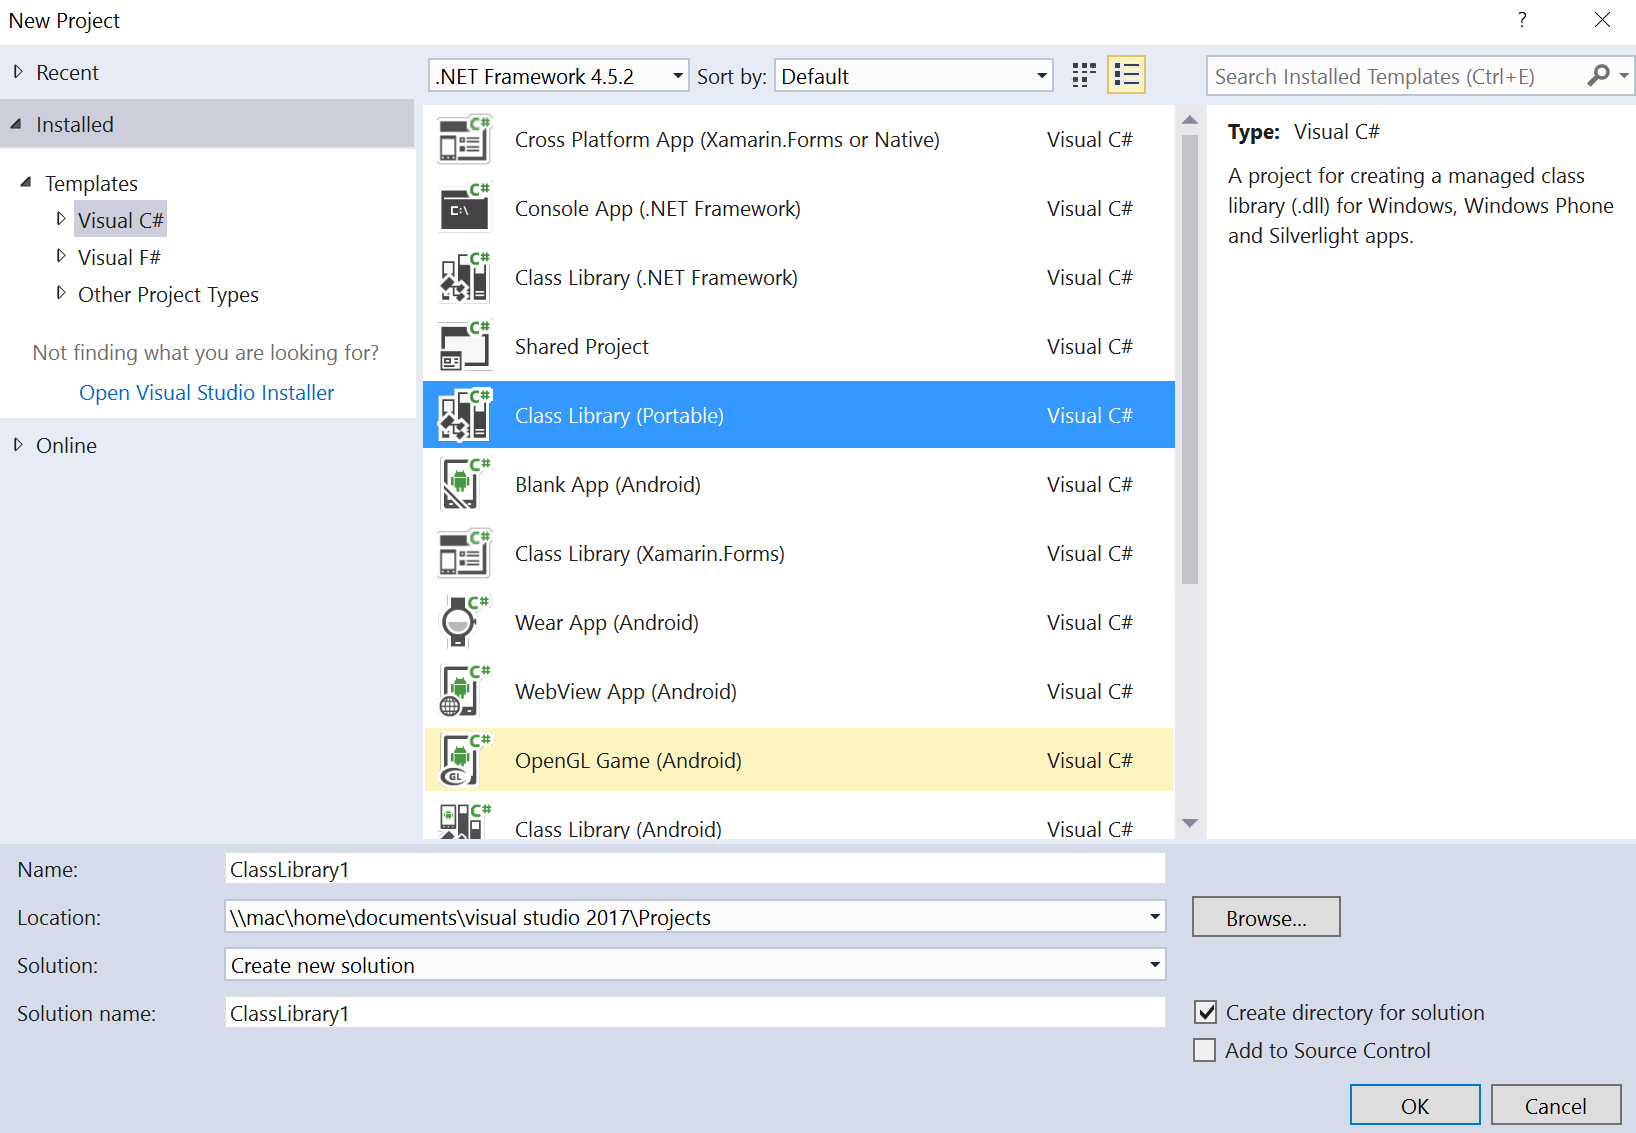 New Project
?
Recent
.NET Framework 4.5.2
Sort by:
Default
Search Installed Templates (Ctrl+E)
Installed
Templates
Visual C#
Visual F#
Other Project Types
Not finding what you are looking for?
Open Visual Studio Installer
Online
Cross Platform App (Xamarin.Forms or Native) Visual C#
Console App (.NET Framework) Visual C#
Class Library (.NET Framework) Visual C#
Shared Project Visual C#
Class Library (Portable) Visual C#
Blank App (Android) Visual C#
Class Library (Xamarin.Forms) Visual C#
Wear App (Android) Visual C#
WebView App (Android) Visual C#
OpenGL Game (Android) Visual C#
Class Library (Android) Visual C#
Type: Visual C#
A project for creating a managed class
library (.dll) for Windows, Windows Phone
and Silverlight apps.
Name: ClassLibrary1
Location: \\mac\home\documents\visual studio 2017\Projects
Browse...
Solution: Create new solution
Solution name: ClassLibrary1
Create directory for solution
Add to Source Control
OK
Cancel